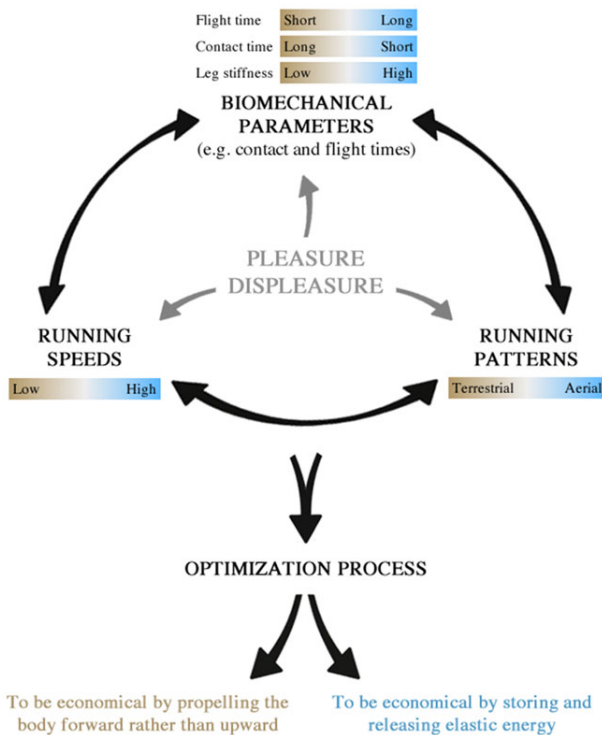 Flight time Short Long
Contact time Long Short
Leg stiffness Low High
BIOMECHANICAL
PARAMETERS
(e.g. contact and flight times)
PLEASURE
DISPLEASURE
RUNNING
SPEEDS
Low High
RUNNING
PATTERNS
Terrestrial Aerial
OPTIMIZATION PROCESS
To be economical by propelling the
body forward rather than upward
To be economical by storing and
releasing elastic energy